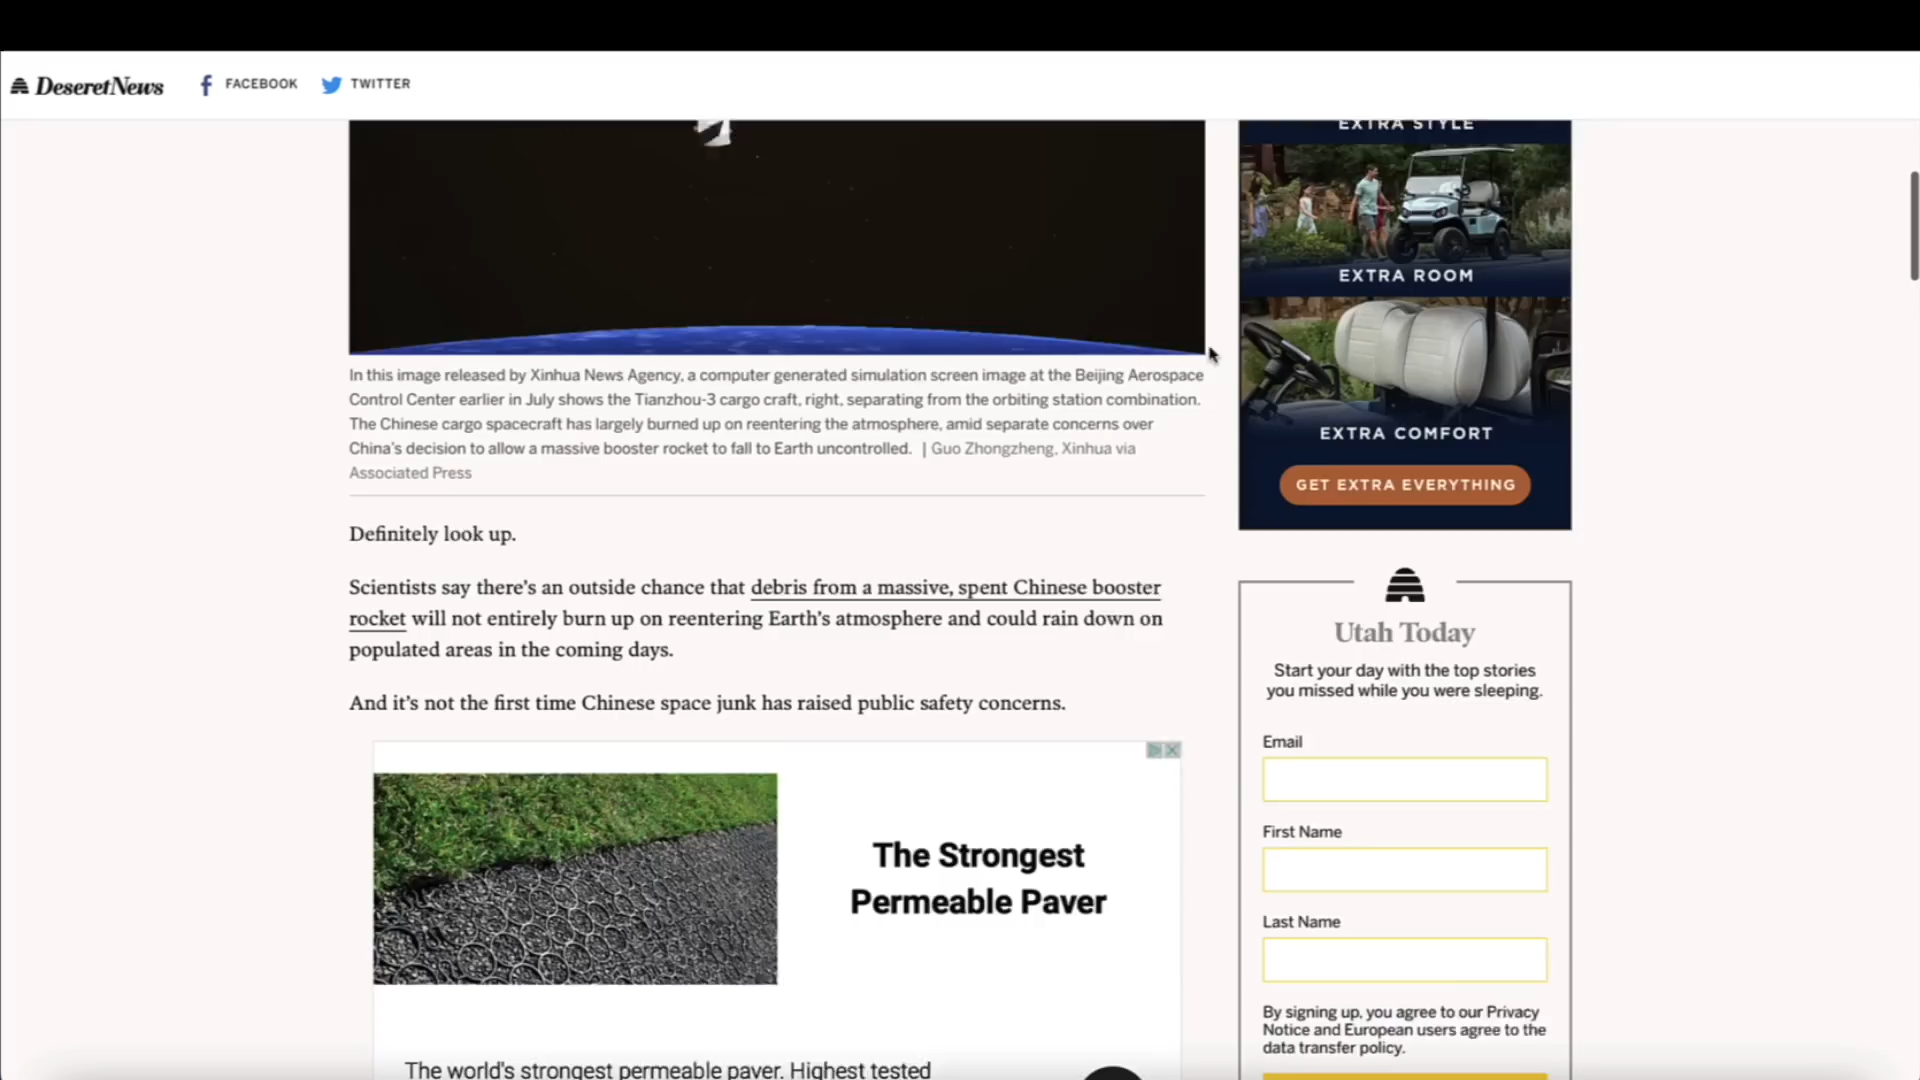 DeseretNews FACEBOOK TWITTER
EXTRA STYLE
EXTRA ROOM
EXTRA COMFORT
GET EXTRA EVERYTHING
In this image released by Xinhua News Agency, a computer generated simulation screen image at the Beijing Aerospace
Control Center earlier in July shows the Tianzhou-3 cargo craft, right, separating from the orbiting station combination.
The Chinese cargo spacecraft has largely burned up on reentering the atmosphere, amid separate concerns over
China's decision to allow a massive booster rocket to fall to Earth uncontrolled. | Guo Zhongzheng, Xinhua via
Associated Press
Definitely look up.
Scientists say there's an outside chance that debris from a massive, spent Chinese booster
rocket will not entirely burn up on reentering Earth's atmosphere and could rain down on
populated areas in the coming days.
And it's not the first time Chinese space junk has raised public safety concerns.
The Strongest
Permeable Paver
The world's strongest permeable paver. Highest tested
Utah Today
Start your day with the top stories
you missed while you were sleeping.
Email
First Name
Last Name
By signing up, you agree to our Privacy
Notice and European users agree to the
data transfer policy.